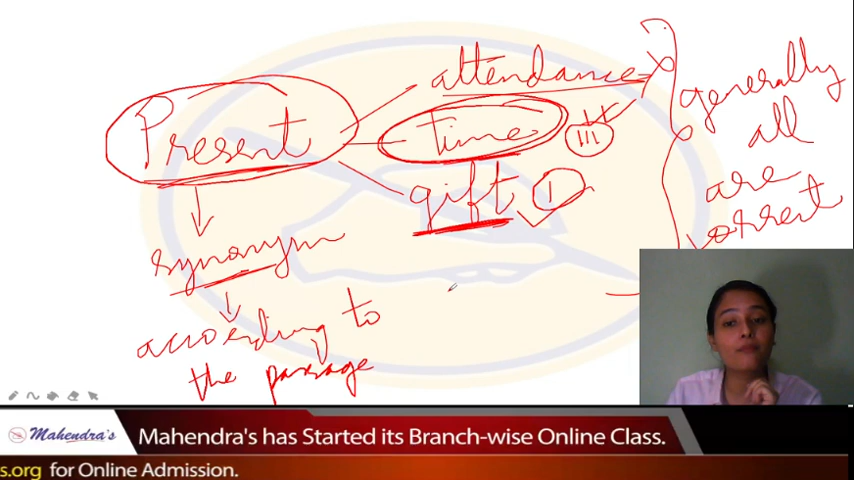 Present
attendance
time III
gift I
generally
all
are
correct
synonym
according to
the passage
Mahendra's
Mahendra's has Started its Branch-wise Online Class.
s.org for Online Admission.